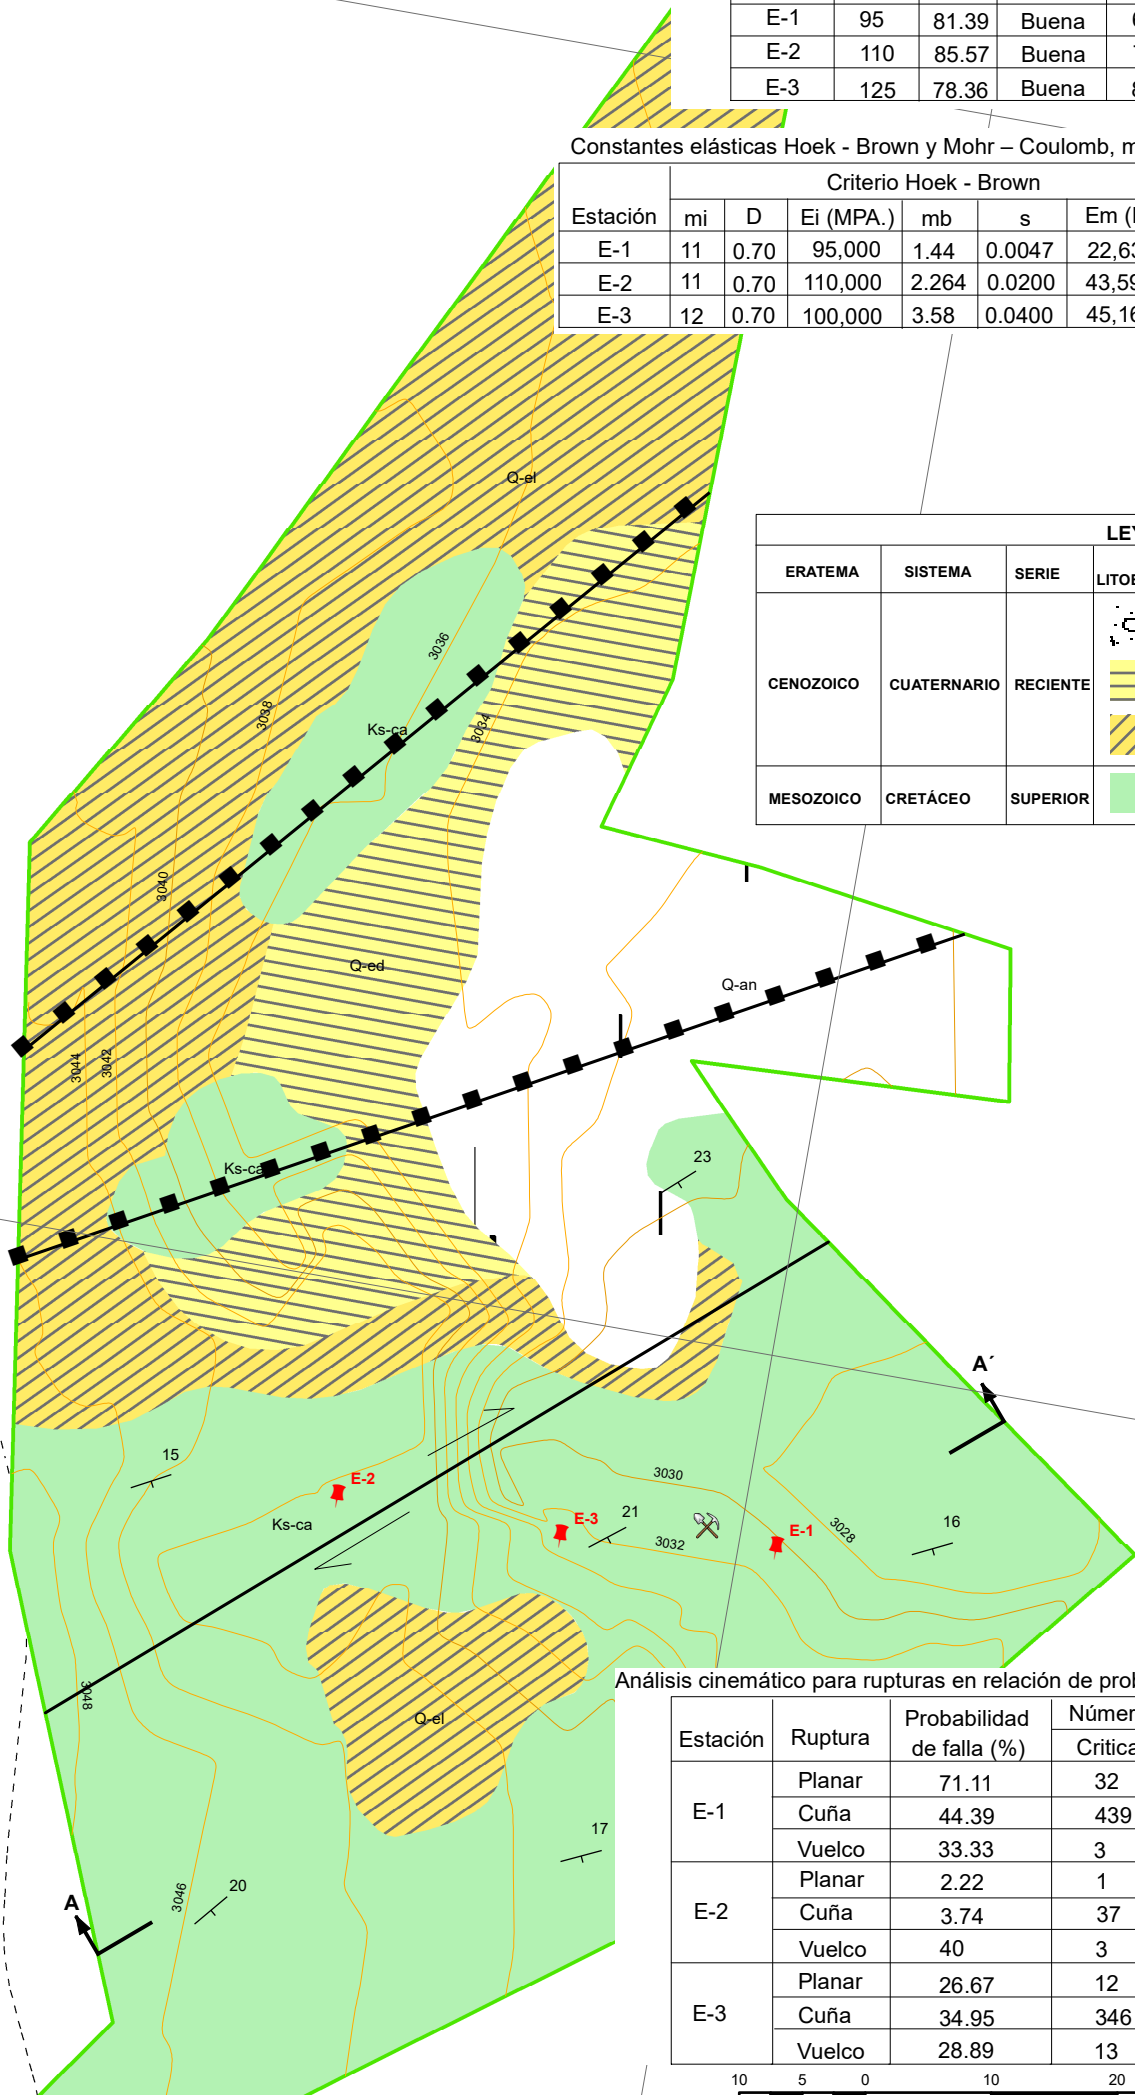 E-1 95 81.39 Buena
E-2 110 85.57 Buena
E-3 125 78.36 Buena
Constantes elásticas Hoek - Brown y Mohr – Coulomb,
Criterio Hoek - Brown
Estación mi D Ei (MPA.) mb s Em
E-1 11 0.70 95,000 1.44 0.0047
E-2 11 0.70 110,000 2.264 0.0200
E-3 12 0.70 100,000 3.58 0.0400
Q-el
ERATEMA SISTEMA SERIE
CENOZOICO CUATERNARIO RECIENTE
MESOZOICO CRETÁCEO SUPERIOR
3036
3038
3034
Ks-ca
3040
Q-ed
Q-an
3044
3042
Ks-ca
23
A´
15
E-2
3030
Ks-ca
E-3
21
3032
E-1
3028
16
3048
Q-el
17
20
3046
A
Análisis cinemático para rupturas en relación de
Estación Ruptura Probabilidad de falla (%)
E-1 Planar 71.11 32
Cuña 44.39 439
Vuelco 33.33 3
E-2 Planar 2.22 1
Cuña 3.74 37
Vuelco 40 3
E-3 Planar 26.67 12
Cuña 34.95 346
Vuelco 28.89 13
10 5 0 10 20